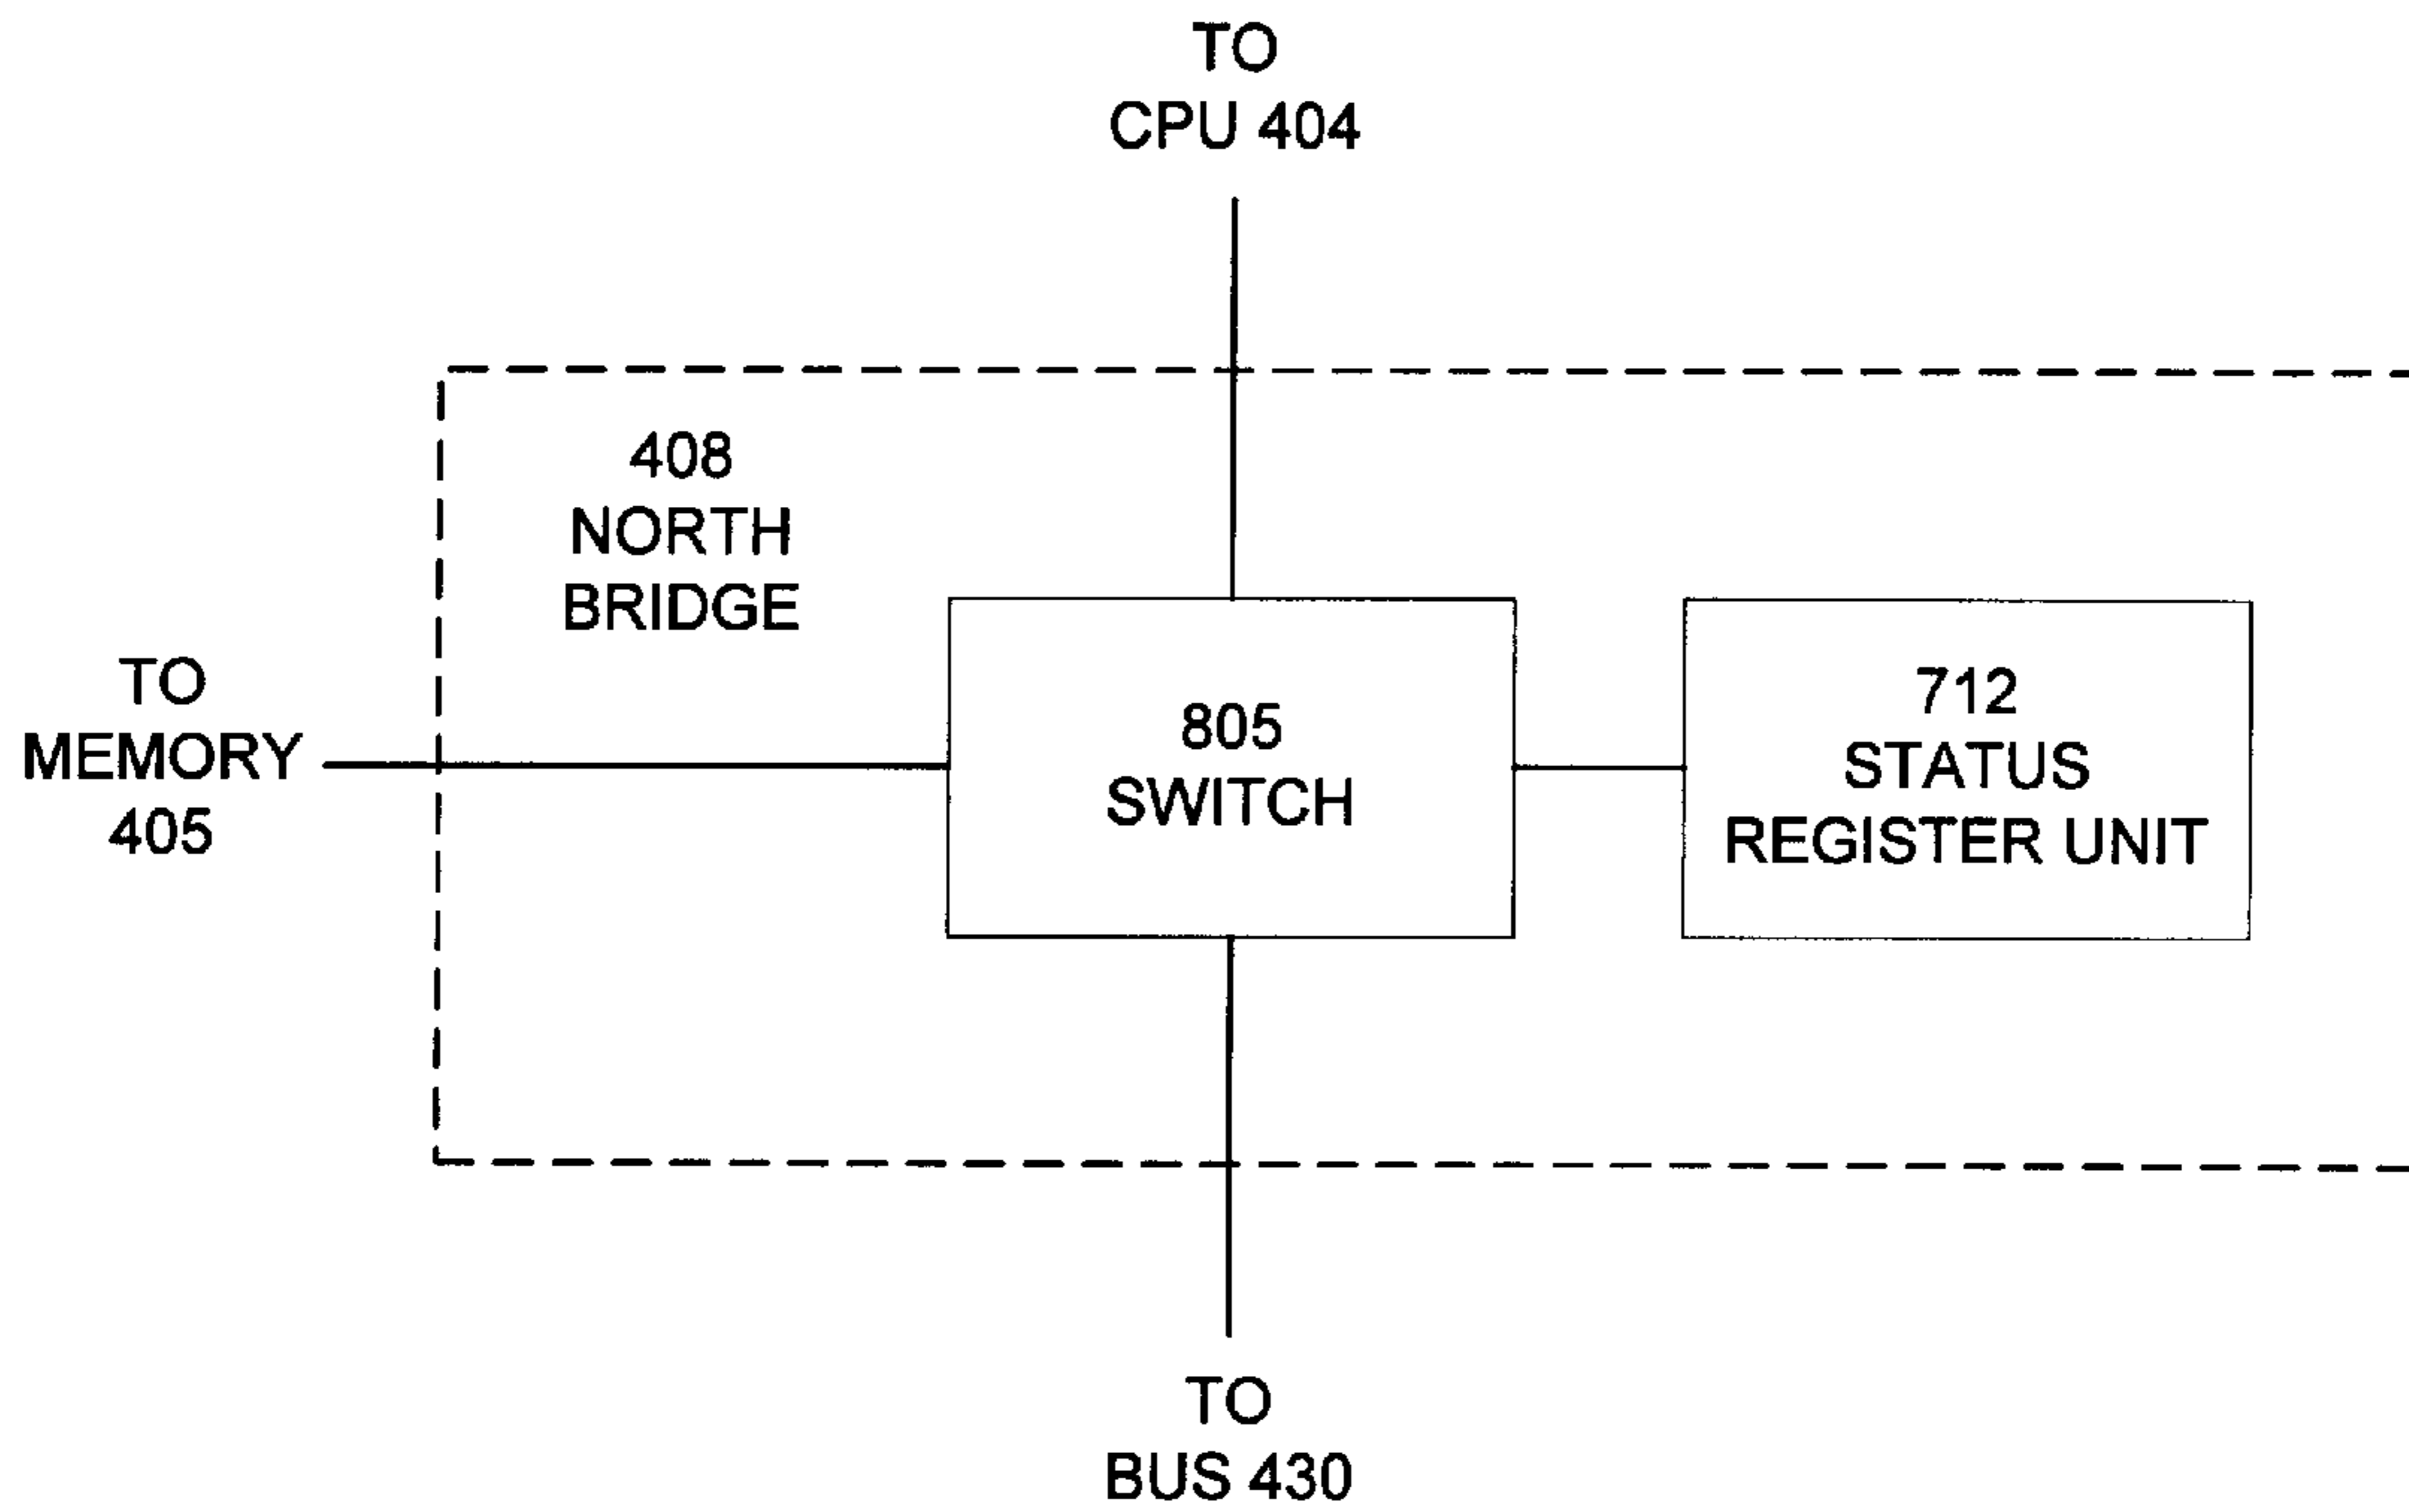 TO
CPU 404
408
NORTH
BRIDGE
TO
MEMORY
405
805
SWITCH
712
STATUS
REGISTER UNIT
TO
BUS 430